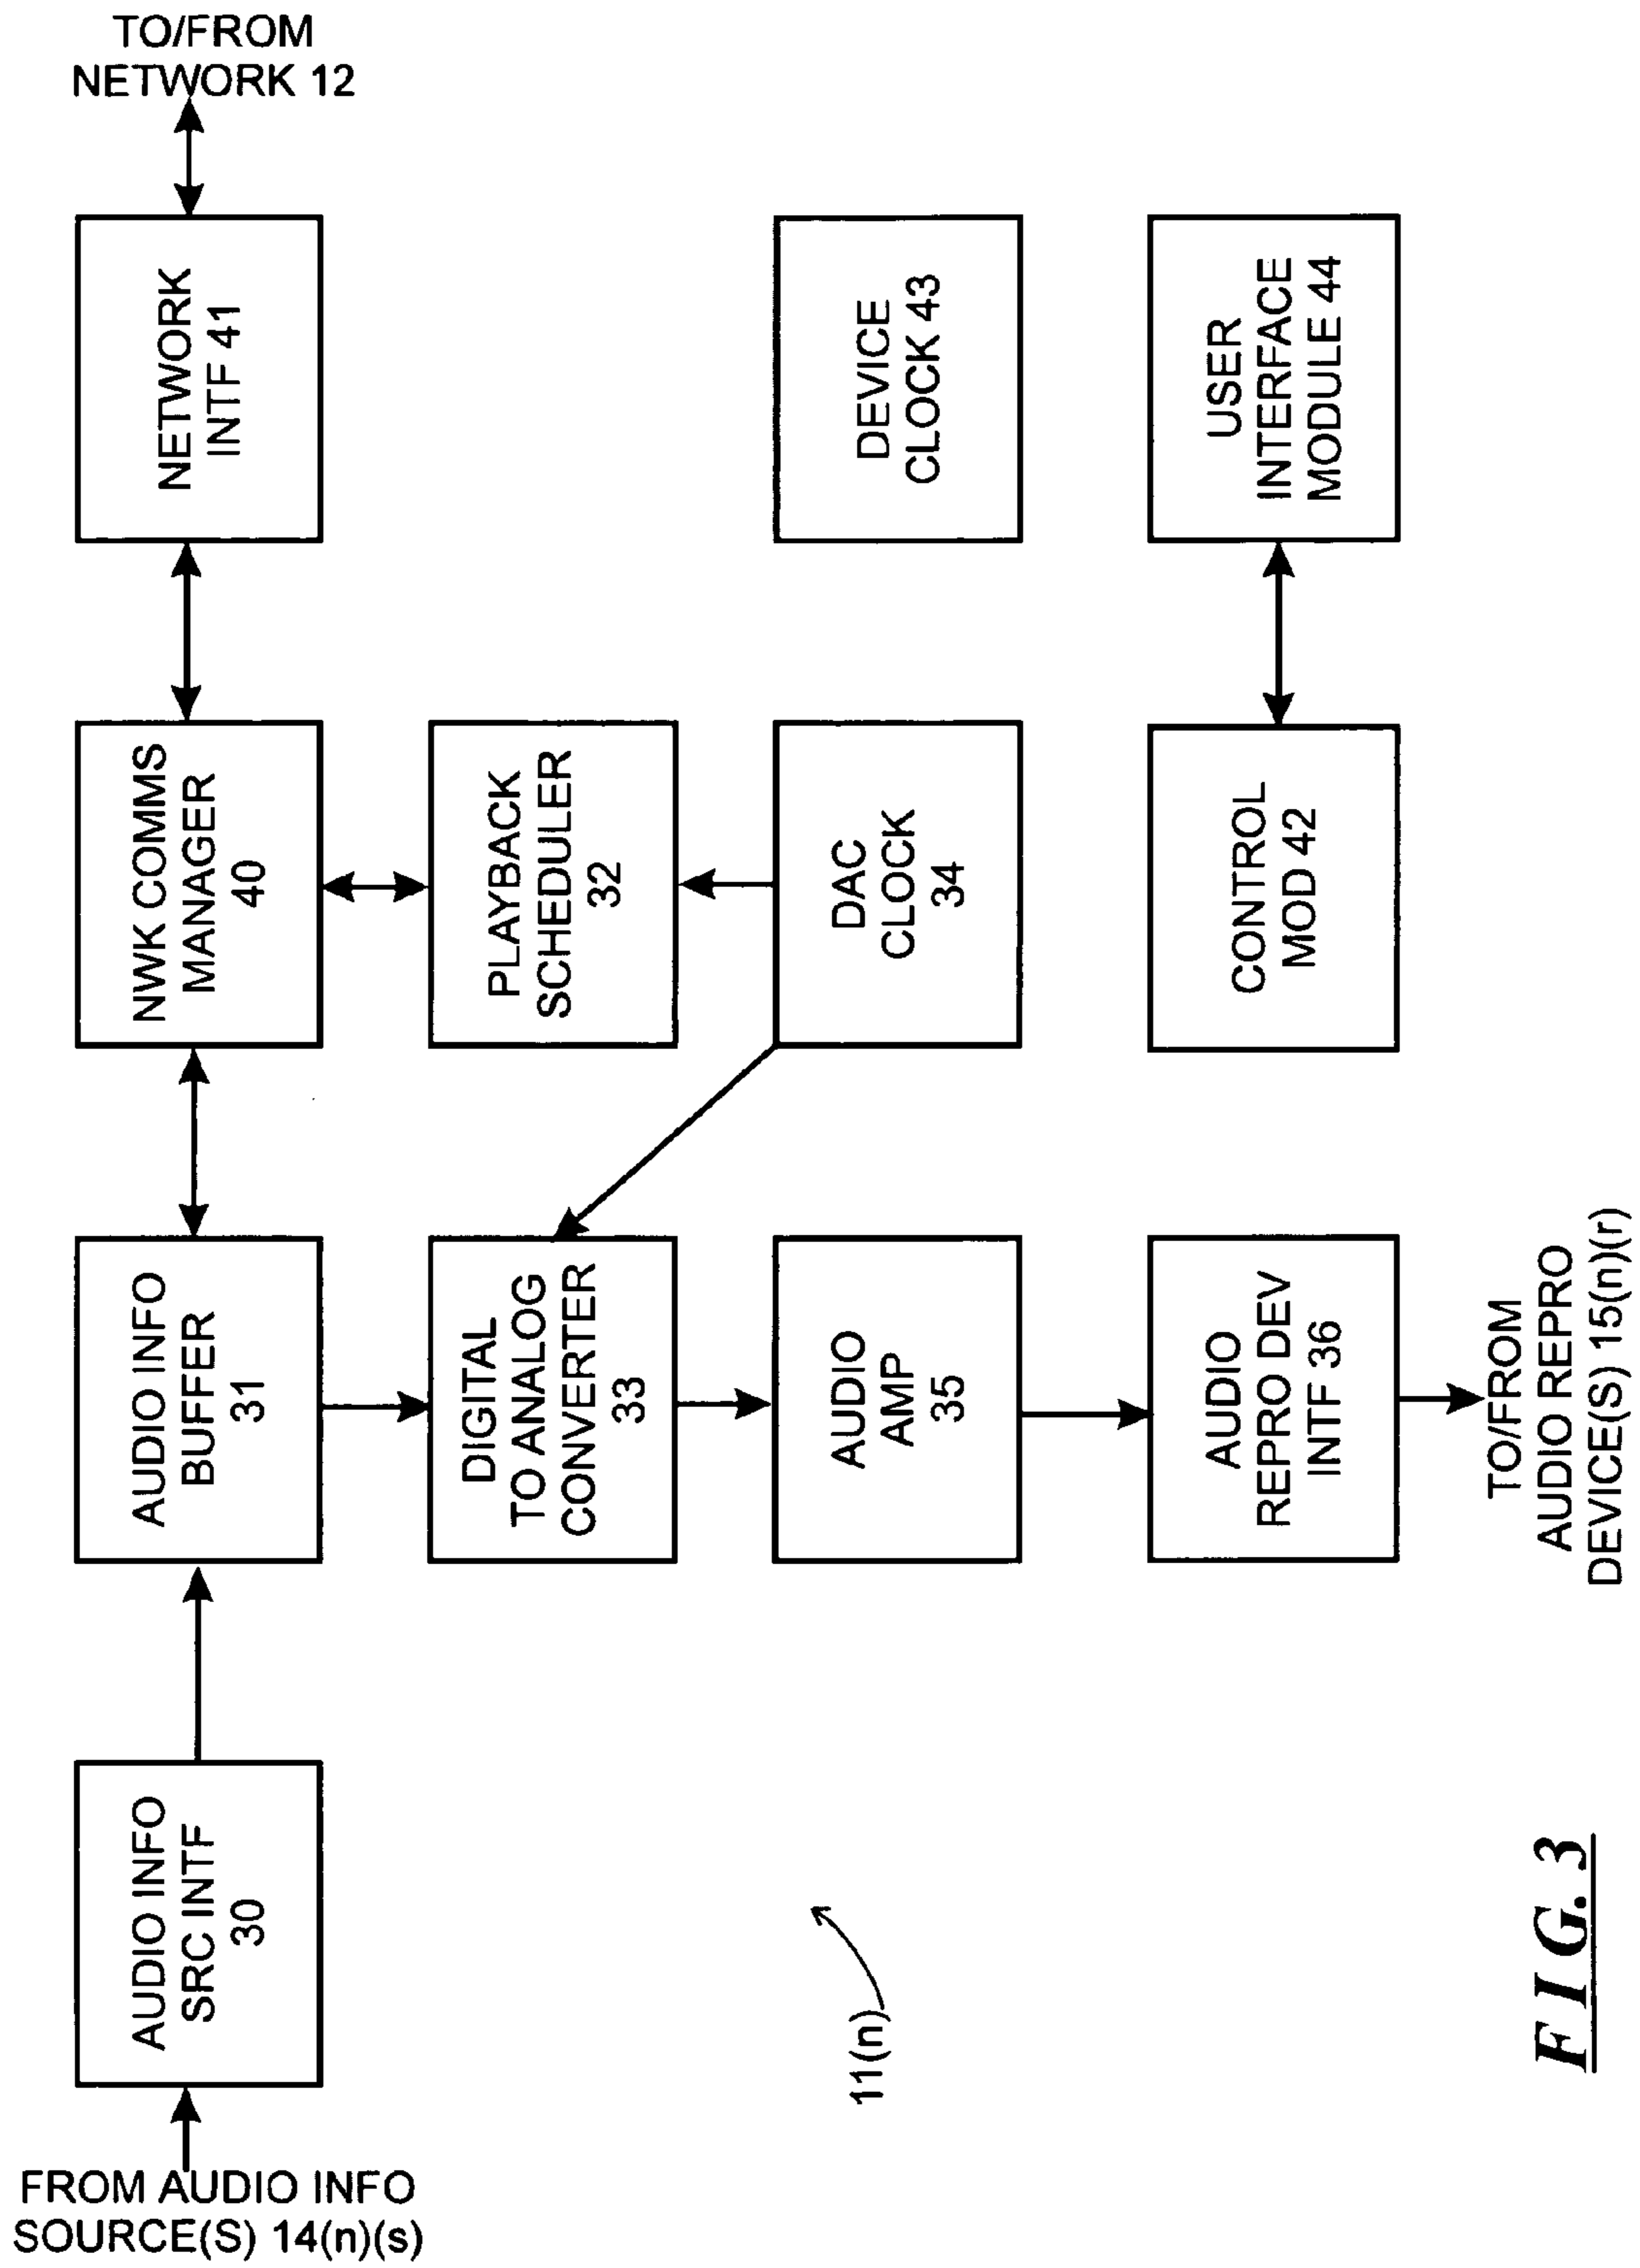 FROM AUDIO INFO
SOURCE(S) 14(n)(s)
AUDIO INFO
SRC INTF
30
AUDIO INFO
BUFFER
31
NWK COMMS
MANAGER
40
NETWORK
INTF 41
TO/FROM
NETWORK 12
DIGITAL
TO ANALOG
CONVERTER
33
PLAYBACK
SCHEDULER
32
AUDIO
AMP
35
DAC
CLOCK
34
DEVICE
CLOCK 43
11(n)
AUDIO
REPRO DEV
INTF 36
CONTROL
MOD 42
USER
INTERFACE
MODULE 44
TO/FROM
AUDIO REPRO
DEVICE(S) 15(n)(r)
FIG. 3